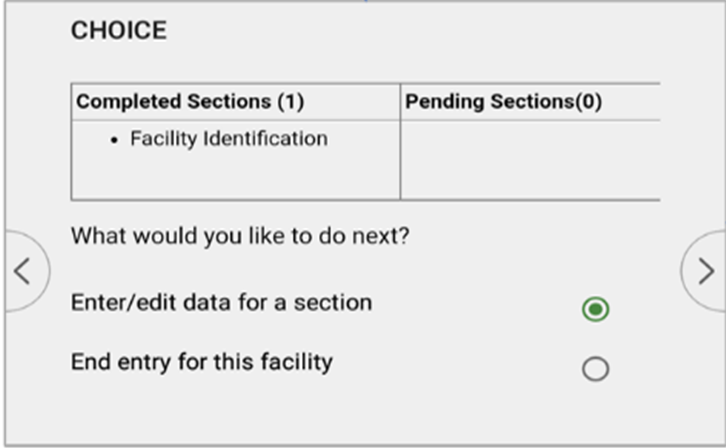 CHOICE
Completed Sections (1) Pending Sections(0)
• Facility Identification
What would you like to do next?
Enter/edit data for a section
End entry for this facility